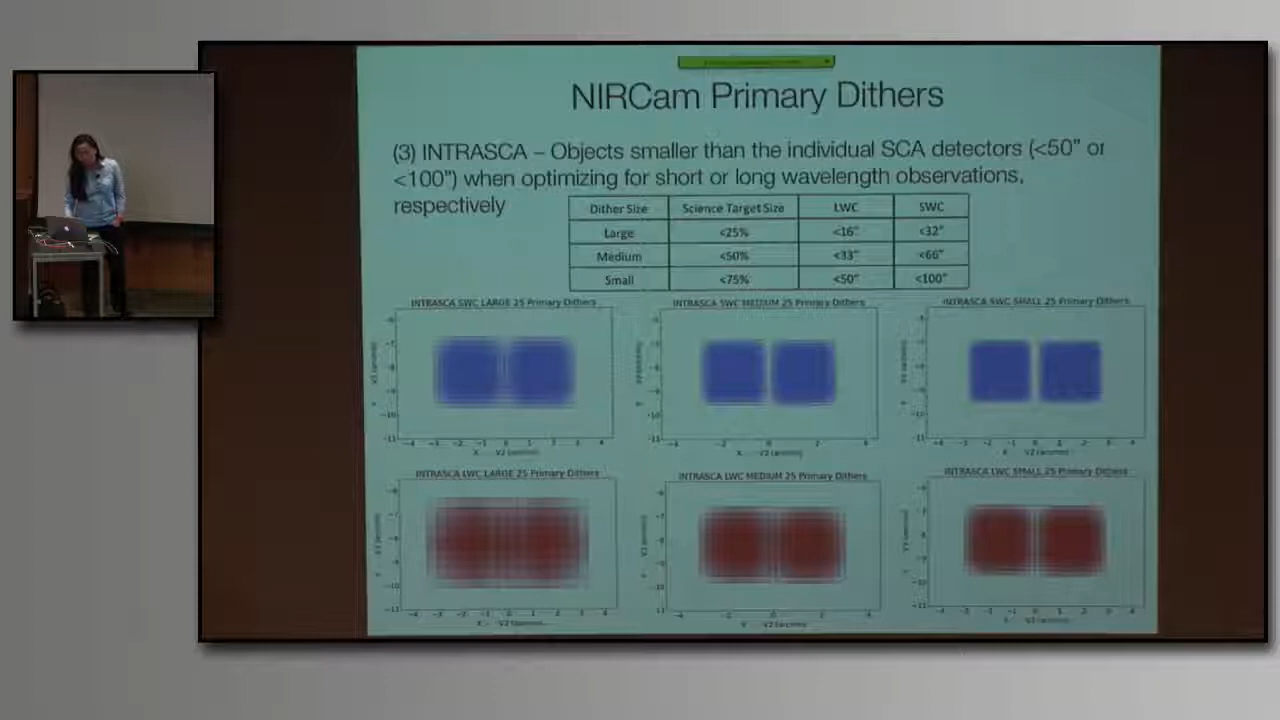 NIRCam Primary Dithers
(3) INTRASCA – Objects smaller than the individual SCA detectors (<50" or
<100") when optimizing for short or long wavelength observations,
respectively
Dither Size Science Target Size LWC SWC
Large <25% <16" <32"
Medium <50% <33" <66"
Small <75% <50" <100"
INTRASCA SWC LARGE 25 Primary Dithers INTRASCA SWC MEDIUM 25 Primary Dithers INTRASCA SWC SMALL 25 Primary Dithers
INTRASCA LWC LARGE 25 Primary Dithers INTRASCA LWC MEDIUM 25 Primary Dithers INTRASCA LWC SMALL 25 Primary Dithers